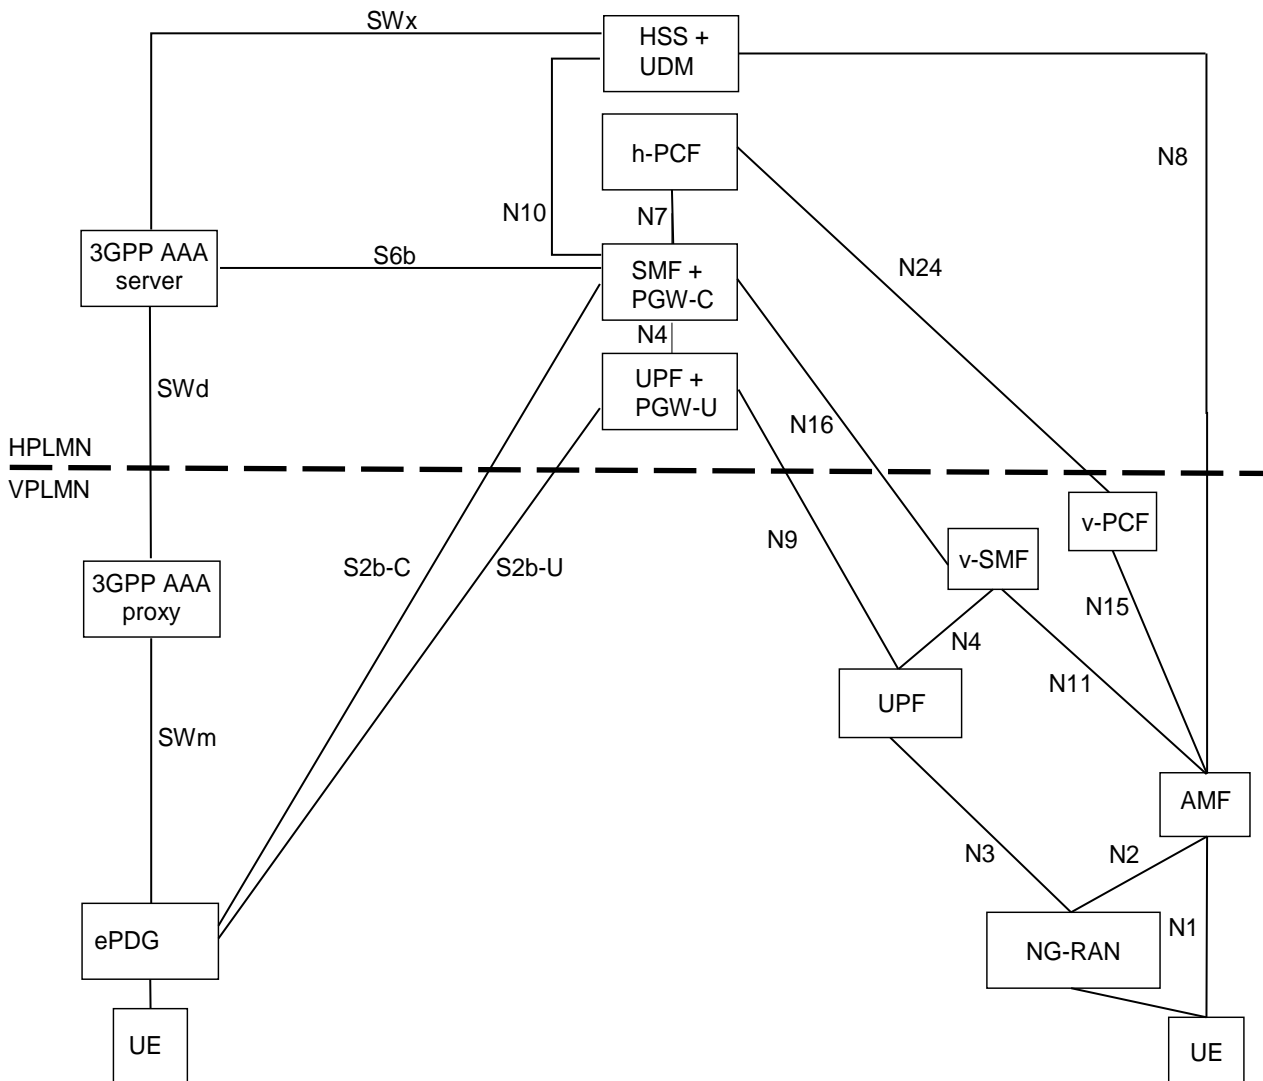 SWx
HSS +
UDM
h-PCF
N8
N10
N7
3GPP AAA
server
S6b
SMF +
PGW-C
N24
N4
SWd
UPF +
PGW-U
N16
HPLMN
VPLMN
v-PCF
N9
v-SMF
S2b-C
S2b-U
3GPP AAA
proxy
N15
N4
N11
UPF
SWm
AMF
N3
N2
N1
ePDG
NG-RAN
UE
UE